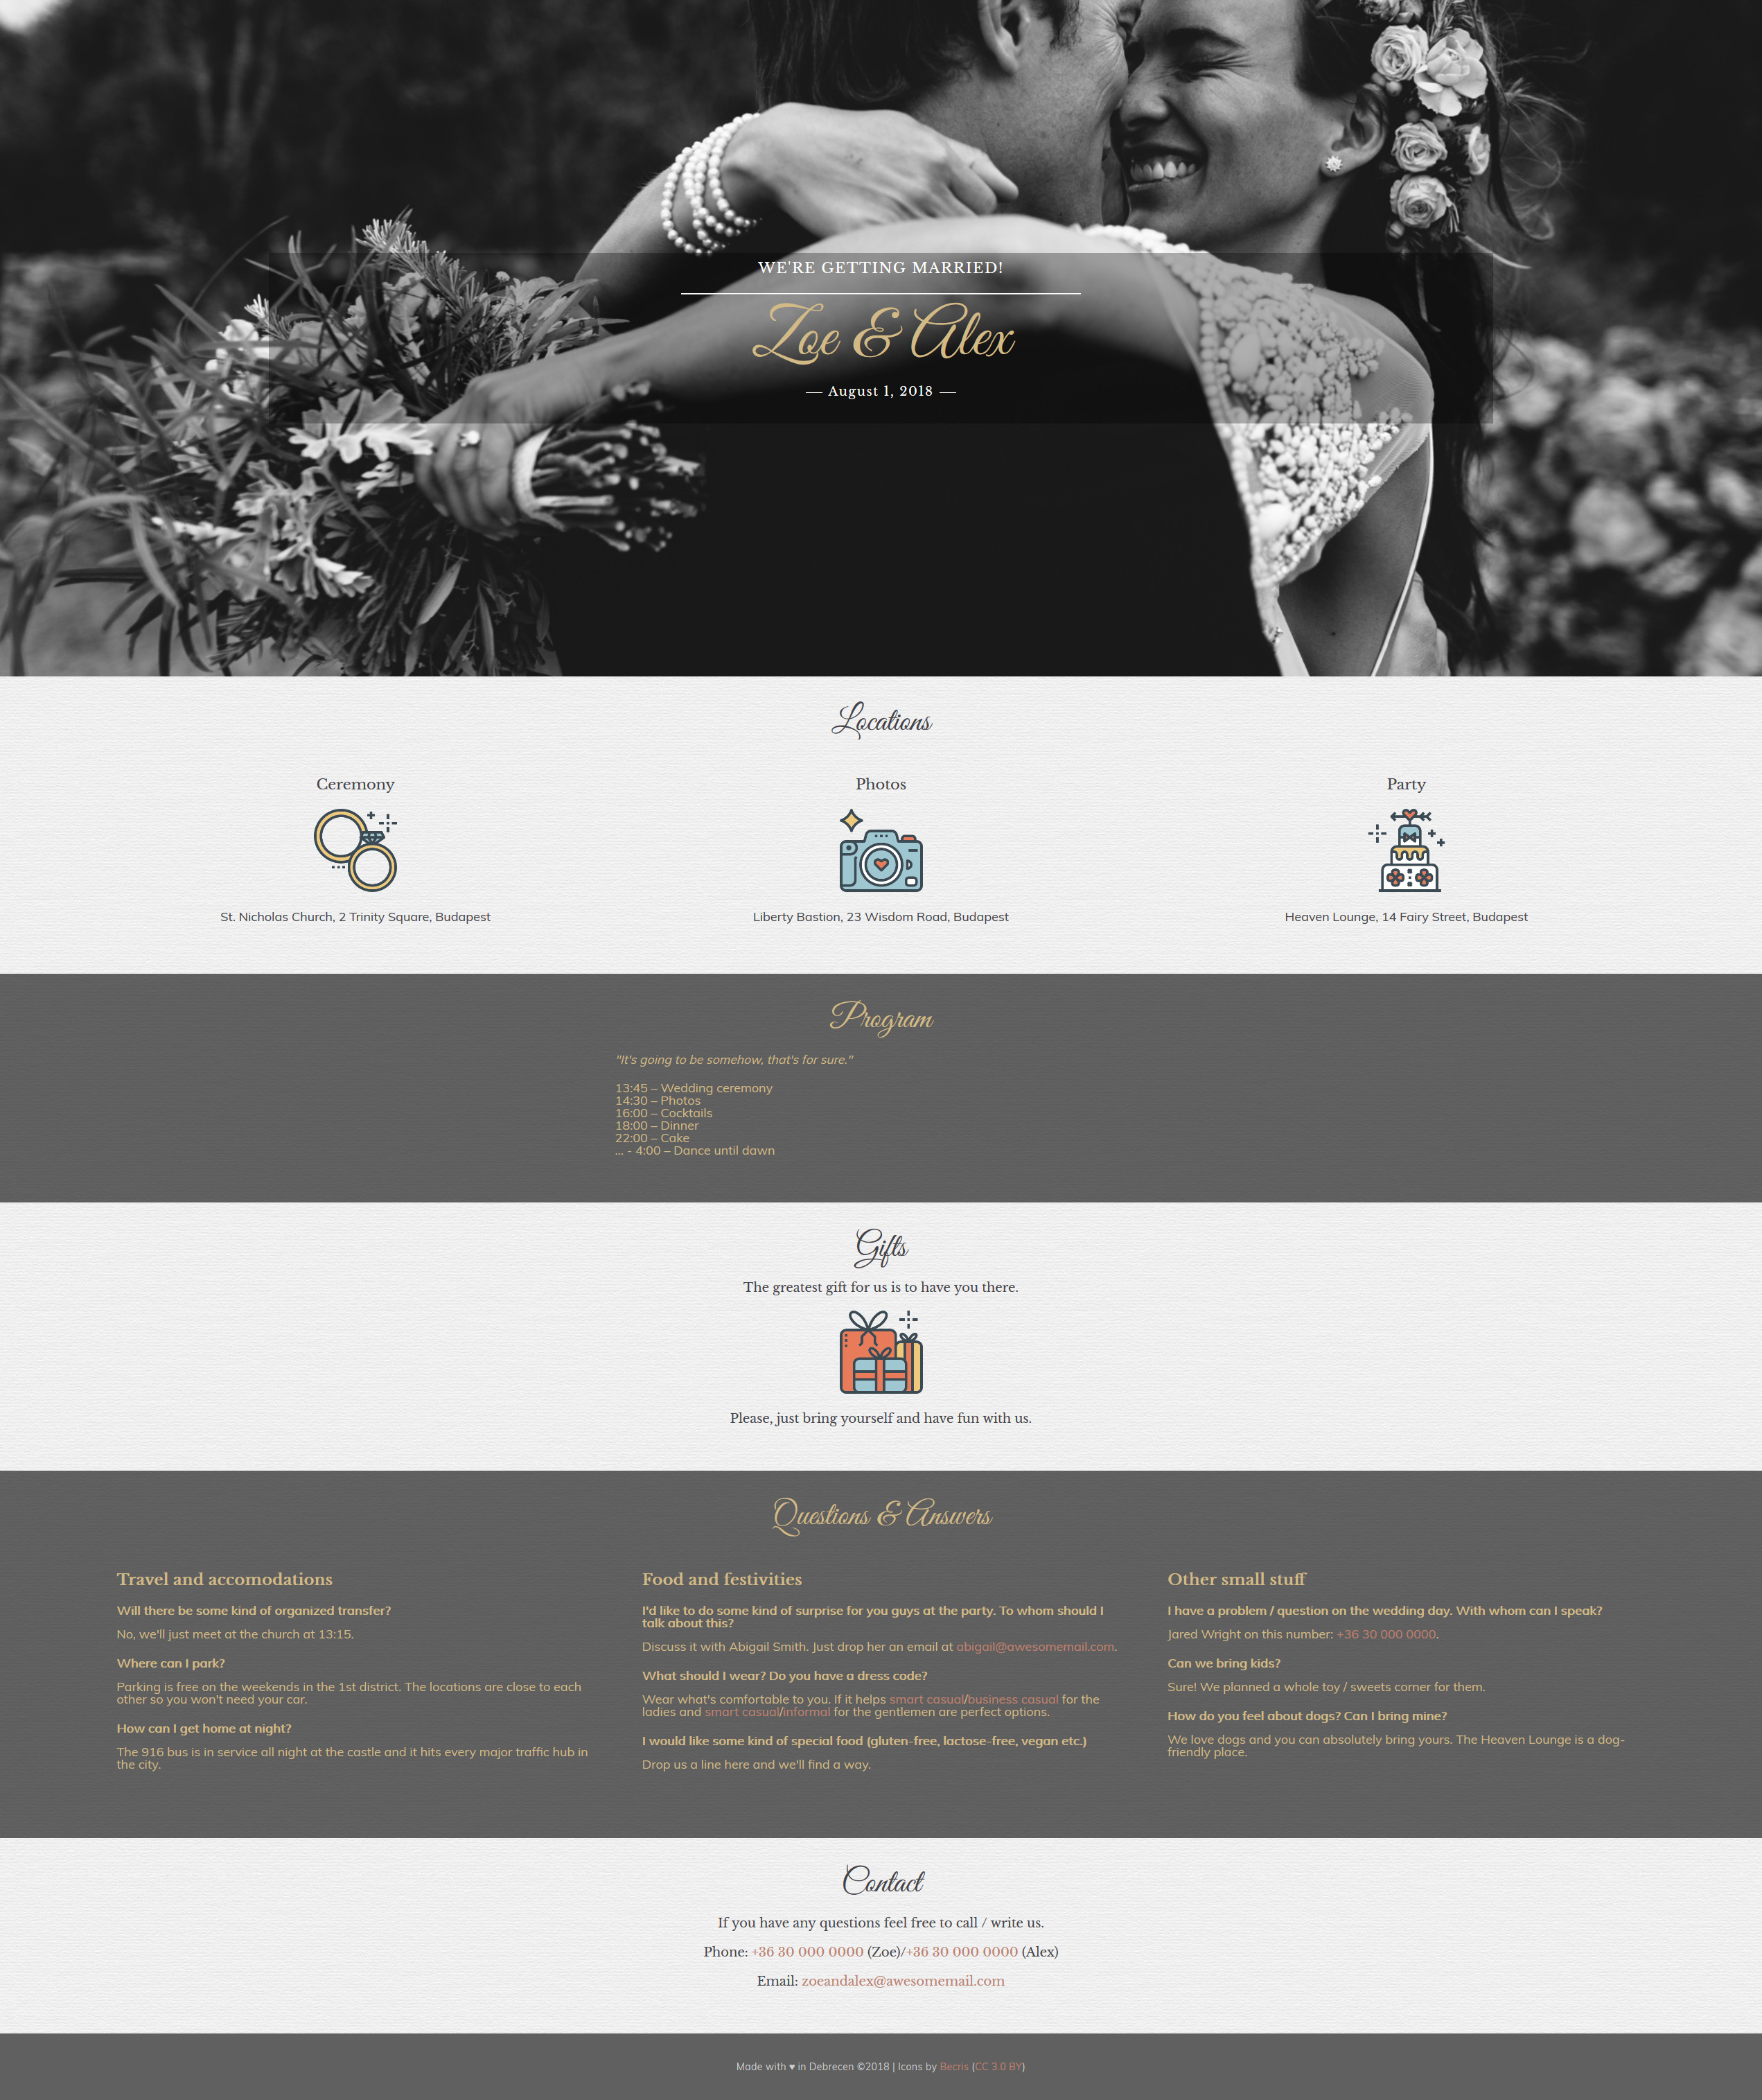 WE'RE GETTING MARRIED!
Zoe & Alex
— August 1, 2018 —
Locations
Ceremony
St. Nicholas Church, 2 Trinity Square, Budapest
Photos
Liberty Bastion, 23 Wisdom Road, Budapest
Party
Heaven Lounge, 14 Fairy Street, Budapest
Program
"It's going to be somehow, that's for sure."
13:45 – Wedding ceremony
14:30 – Photos
16:00 – Cocktails
18:00 – Dinner
22:00 – Cake
... - 4:00 – Dance until dawn
Gifts
The greatest gift for us is to have you there.
Please, just bring yourself and have fun with us.
Questions & Answers
Travel and accomodations
Will there be some kind of organized transfer?
No, we'll just meet at the church at 13:15.
Where can I park?
Parking is free on the weekends in the 1st district. The locations are close to each
other so you won't need your car.
How can I get home at night?
The 916 bus is in service all night at the castle and it hits every major traffic hub in
the city.
Food and festivities
I'd like to do some kind of surprise for you guys at the party. To whom should I
talk about this?
Discuss it with Abigail Smith. Just drop her an email at abigail@awesomemail.com.
What should I wear? Do you have a dress code?
Wear what's comfortable to you. If it helps smart casual/business casual for the
ladies and smart casual/informal for the gentlemen are perfect options.
I would like some kind of special food (gluten-free, lactose-free, vegan etc.)
Drop us a line here and we'll find a way.
Other small stuff
I have a problem / question on the wedding day. With whom can I speak?
Jared Wright on this number: +36 30 000 0000.
Can we bring kids?
Sure! We planned a whole toy / sweets corner for them.
How do you feel about dogs? Can I bring mine?
We love dogs and you can absolutely bring yours. The Heaven Lounge is a dog-
friendly place.
Contact
If you have any questions feel free to call / write us.
Phone: +36 30 000 0000 (Zoe)/+36 30 000 0000 (Alex)
Email: zoeandalex@awesomemail.com
Made with ♥ in Debrecen ©2018 | Icons by Becris (CC 3.0 BY)